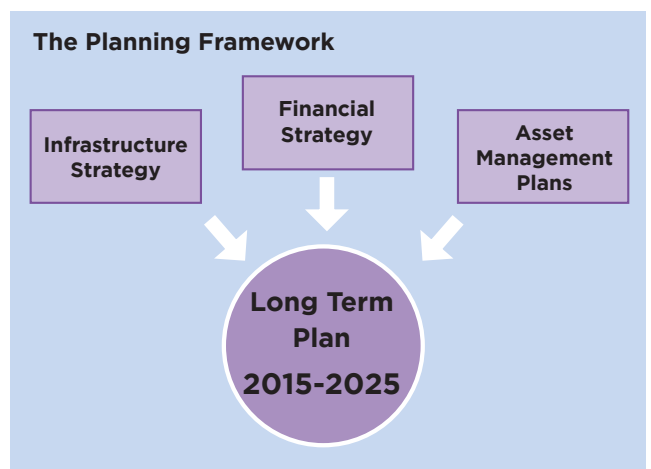 The Planning Framework
Infrastructure
Strategy
Financial
Strategy
Asset
Management
Plans
Long Term
Plan
2015-2025